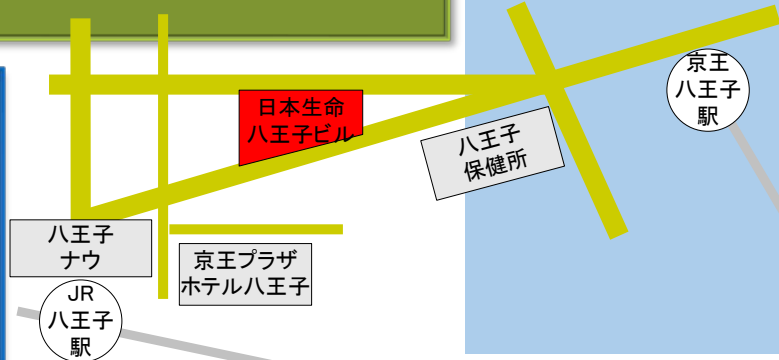 京王
八王子
駅
日本生命
八王子ビル
八王子
保健所
八王子
ナウ
京王プラザ
ホテル八王子
JR
八王子
駅